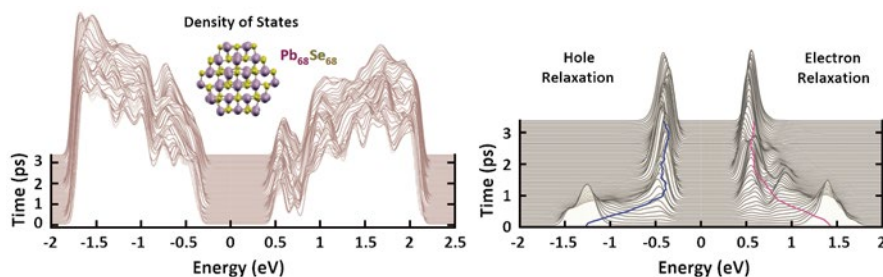 Density of States
Pb68Se68
Time (ps)
3
2
1
0
-2 -1.5 -1 -0.5 0 0.5 1 1.5 2 2.5
Energy (eV)
Hole
Relaxation
Electron
Relaxation
Time (ps)
3
2
1
0
-2 -1.5 -1 -0.5 0 0.5 1 1.5 2
Energy (eV)